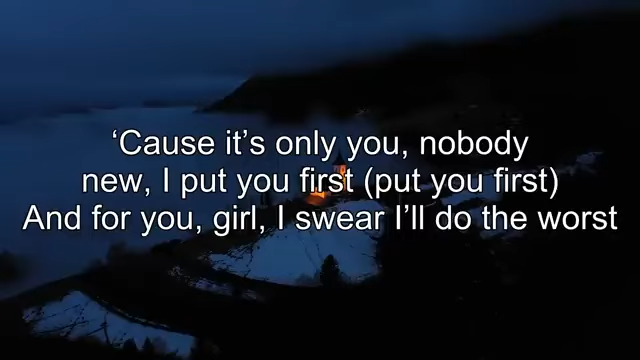 ‘Cause it’s only you, nobody
new, I put you first (put you first)
And for you, girl, I swear I’ll do the worst